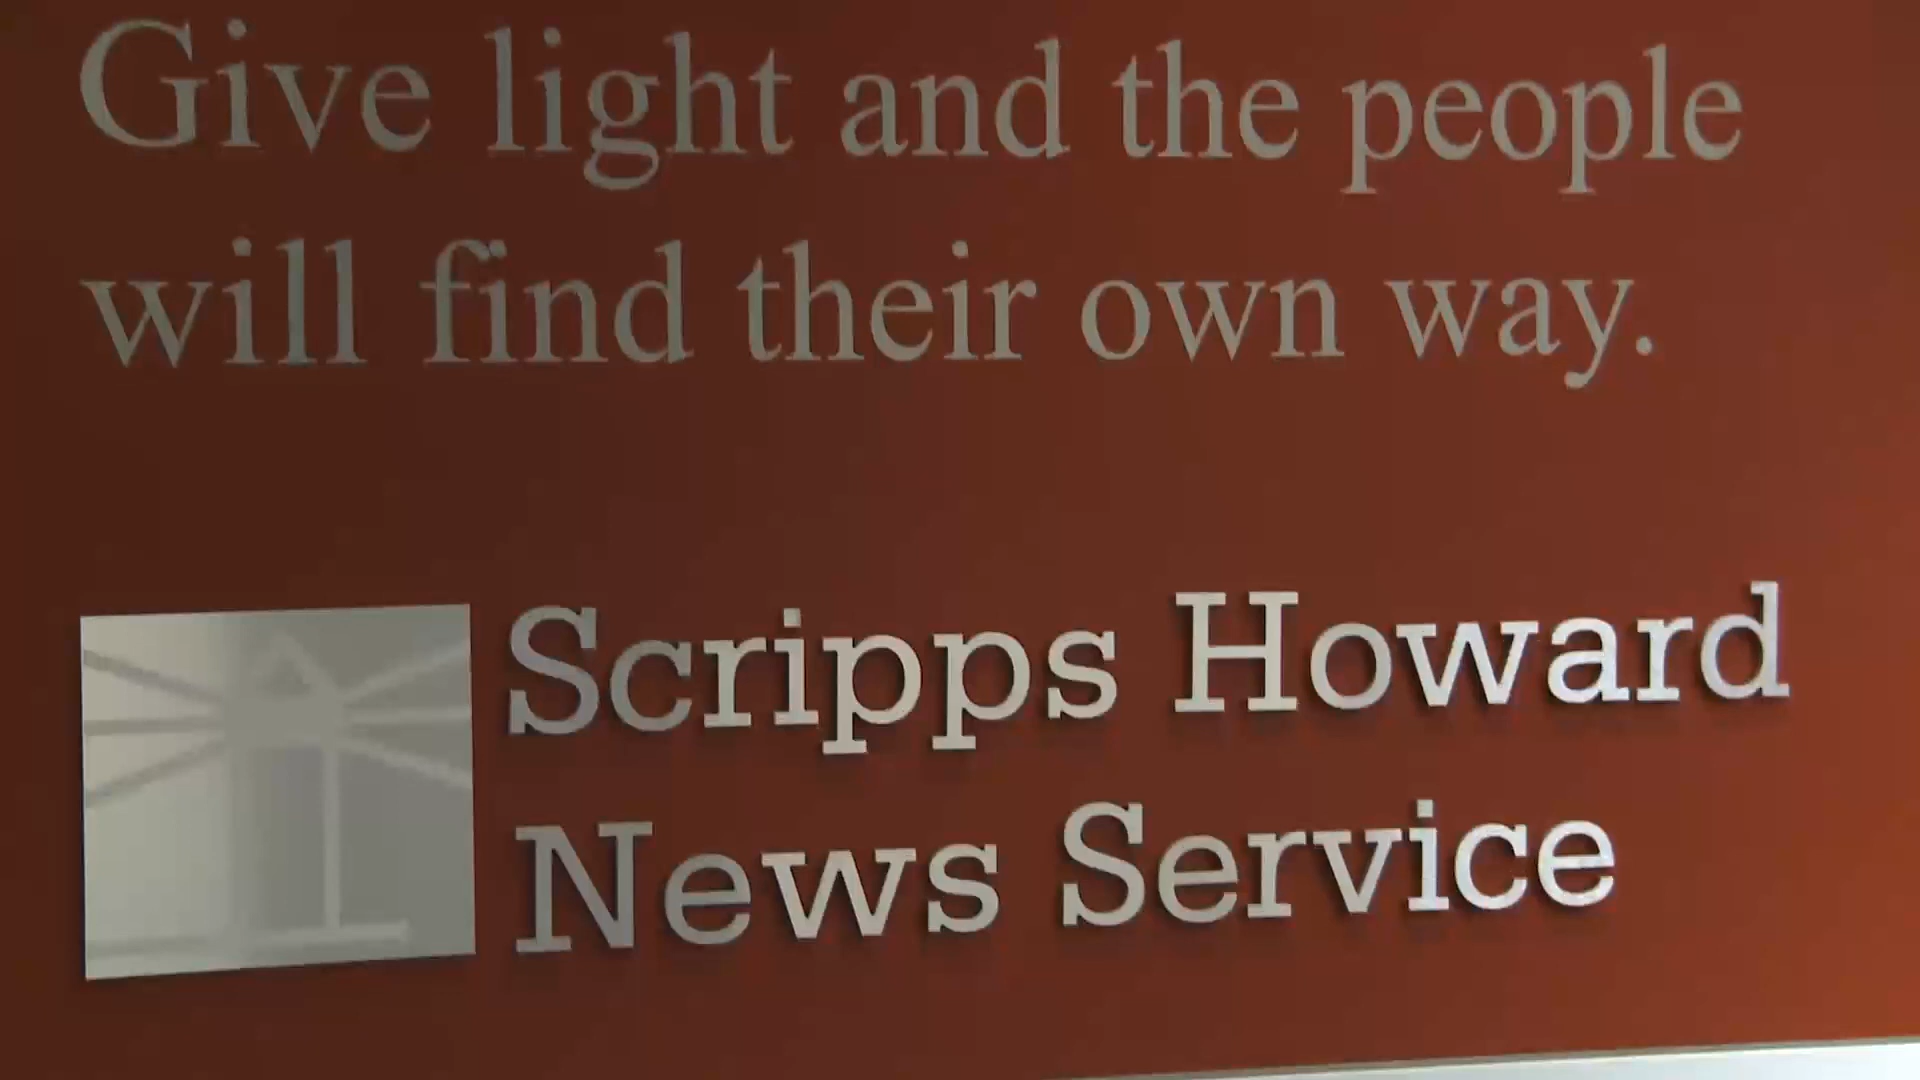 Give light and the people
will find their own way.
Scripps Howard
News Service